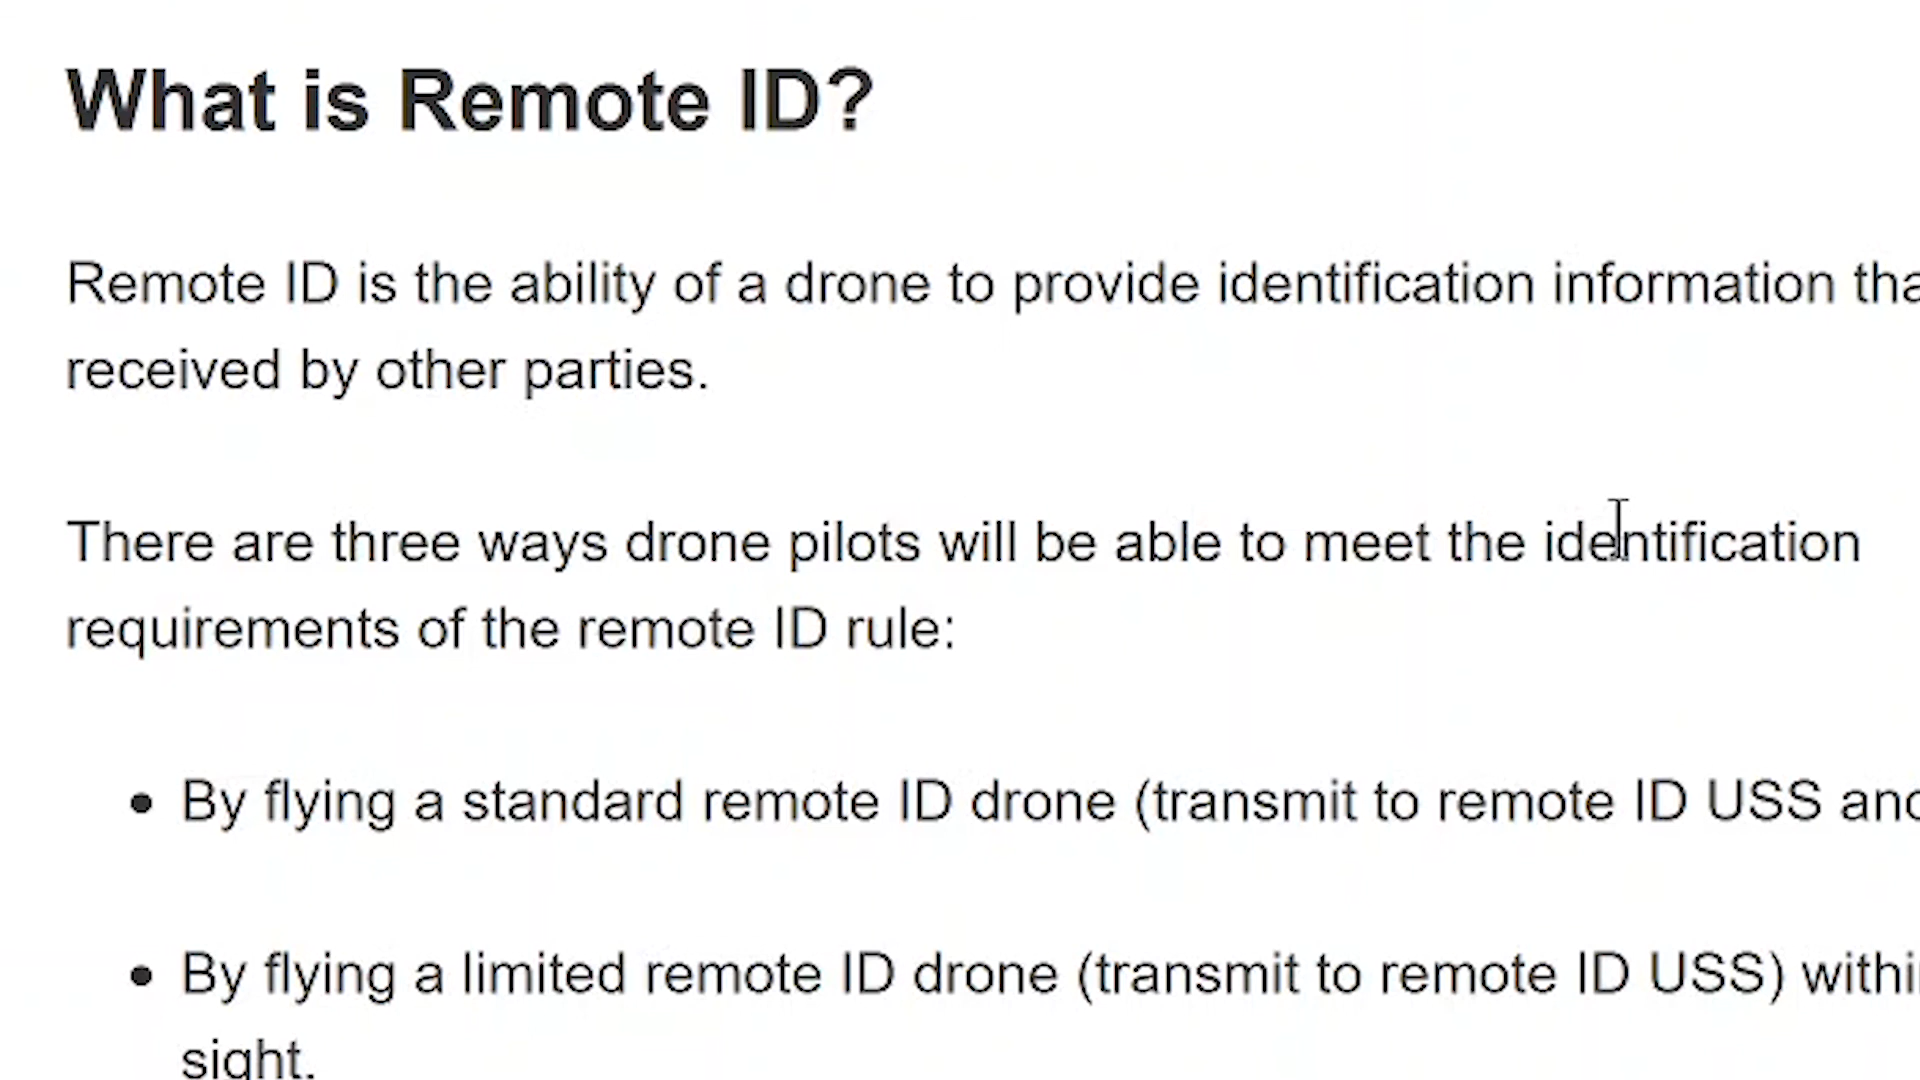 What is Remote ID?
Remote ID is the ability of a drone to provide identification information
received by other parties.
There are three ways drone pilots will be able to meet the identification
requirements of the remote ID rule:
• By flying a standard remote ID drone (transmit to remote ID USS
• By flying a limited remote ID drone (transmit to remote ID USS)
sight.